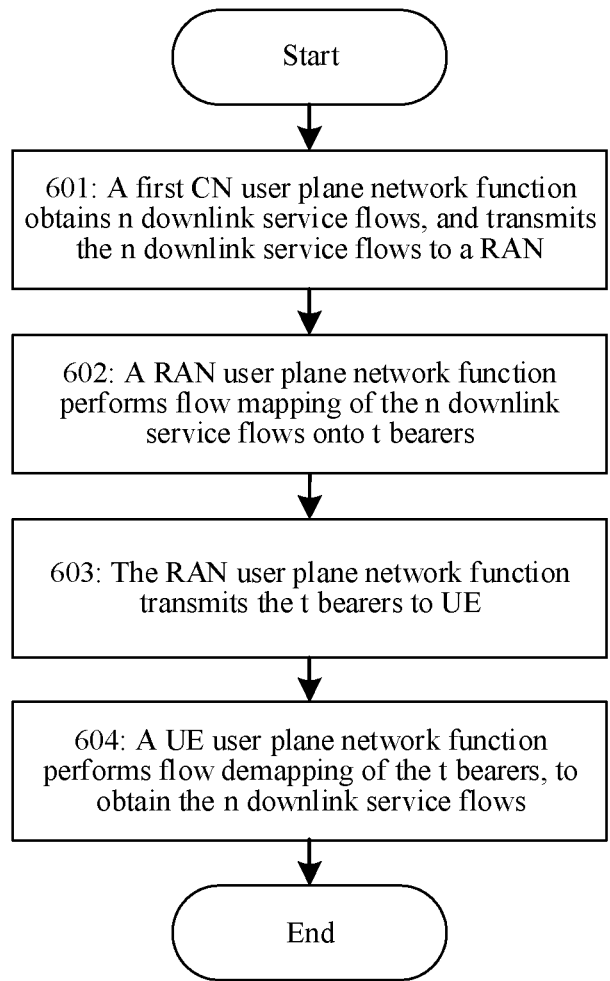 Start
601: A first CN user plane network function
obtains n downlink service flows, and transmits
the n downlink service flows to a RAN
602: A RAN user plane network function
performs flow mapping of the n downlink
service flows onto t bearers
603: The RAN user plane network function
transmits the t bearers to UE
604: A UE user plane network function
performs flow demapping of the t bearers, to
obtain the n downlink service flows
End